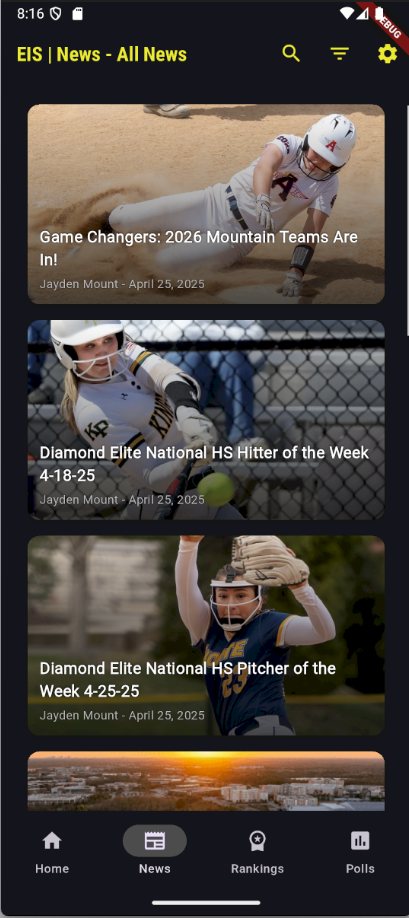 8:16
DEBUG
EIS | News - All News
A
Game Changers: 2026 Mountain Teams Are
In!
Jayden Mount - April 25, 2025
KP
Diamond Elite National HS Hitter of the Week
4-18-25
Jayden Mount - April 25, 2025
23
Diamond Elite National HS Pitcher of the
Week 4-25-25
Jayden Mount - April 25, 2025
Home
News
Rankings
Polls